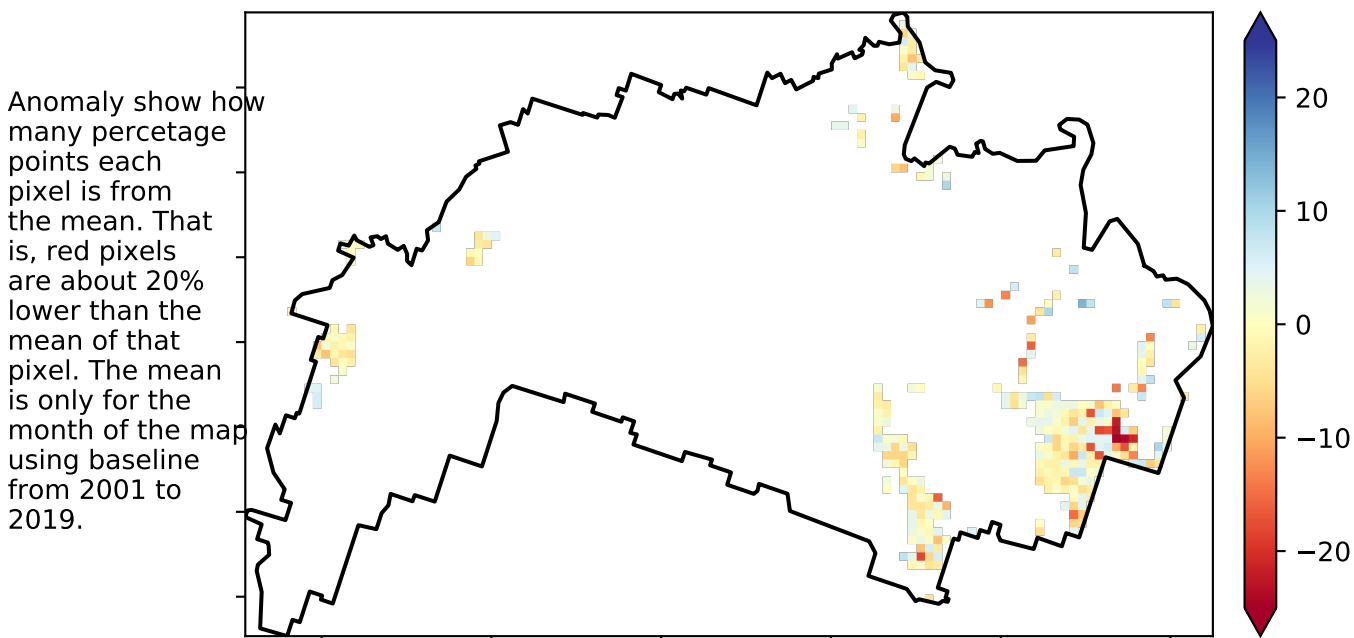 Anomaly show how
many percetage
points each
pixel is from
the mean. That
is, red pixels
are about 20%
lower than the
mean of that
pixel. The mean
is only for the
month of the map
using baseline
from 2001 to
2019.
20
10
0
−10
−20